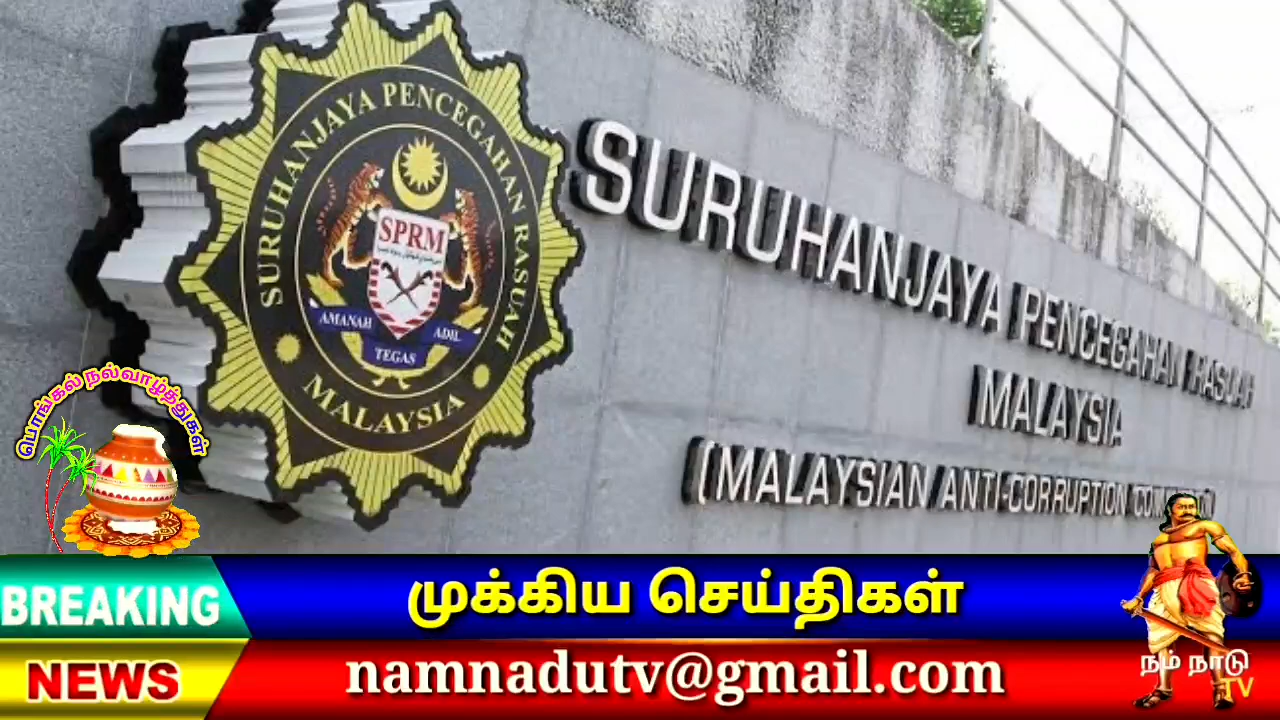 SURUHANJAYA PENCEGAHAN RASUAH
MALAYSIA
SPRM
AMANAH
TEGAS
ADIL
SURUHANJAYA PENCEGAHAN RASUAH
MALAYSIA
(MALAYSIAN ANTI-CORRUPTION
பொங்கல் நல்வாழ்த்துகள்
BREAKING
NEWS
முக்கிய செய்திகள்
namnadutv@gmail.com
நம் நாடு
TV